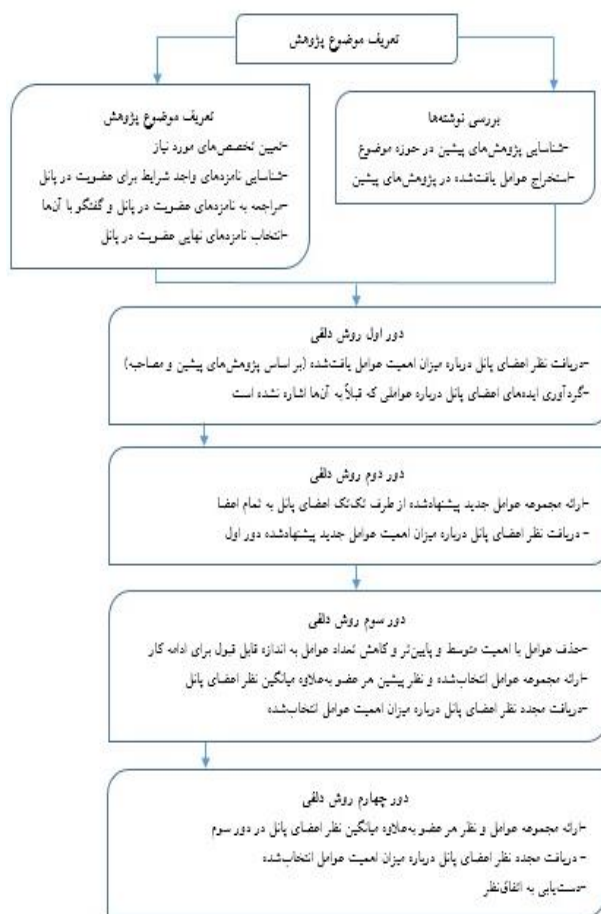 تعریف موضوع پژوهش
بررسی نوشته‌ها
-شناسایی پژوهش‌های پیشین در حوزه موضوع
-استخراج عوامل یافت‌شده در پژوهش‌های پیشین
تعریف موضوع پژوهش
-تعیین تخصص‌های مورد نیاز
-شناسایی نامزدهای واجد شرایط برای عضویت در پانل
-مراجعه به نامزدهای عضویت در پانل و گفتگو با آن‌ها
-انتخاب نامزدهای نهایی عضویت در پانل
دور اول روش دلفی
-دریافت نظر اعضای پانل درباره میزان اهمیت عوامل یافت‌شده (بر اساس پژوهش‌های پیشین و مصاحبه)
-گردآوری ایده‌های اعضای پانل درباره عواملی که قبلاً به آن‌ها اشاره نشده است
دور دوم روش دلفی
-ارائه مجموعه عوامل جدید پیشنهادشده از طرف تک‌تک اعضای پانل به تمام اعضا
- دریافت نظر اعضای پانل درباره میزان اهمیت عوامل جدید پیشنهادشده دور اول
دور سوم روش دلفی
-حذف عوامل با اهمیت متوسط و پایین‌تر و کاهش تعداد عوامل به اندازه قابل قبول برای ادامه کار
-ارائه مجموعه عوامل انتخاب‌شده و نظر پیشین هر عضو به‌علاوه میانگین نظر اعضای پانل
-دریافت مجدد نظر اعضای پانل درباره میزان اهمیت عوامل انتخاب‌شده
دور چهارم روش دلفی
-ارائه مجموعه عوامل و نظر هر عضو به‌علاوه میانگین نظر اعضای پانل در دور سوم
- دریافت مجدد نظر اعضای پانل درباره میزان اهمیت عوامل انتخاب‌شده
-دست‌یابی به اتفاق‌نظر